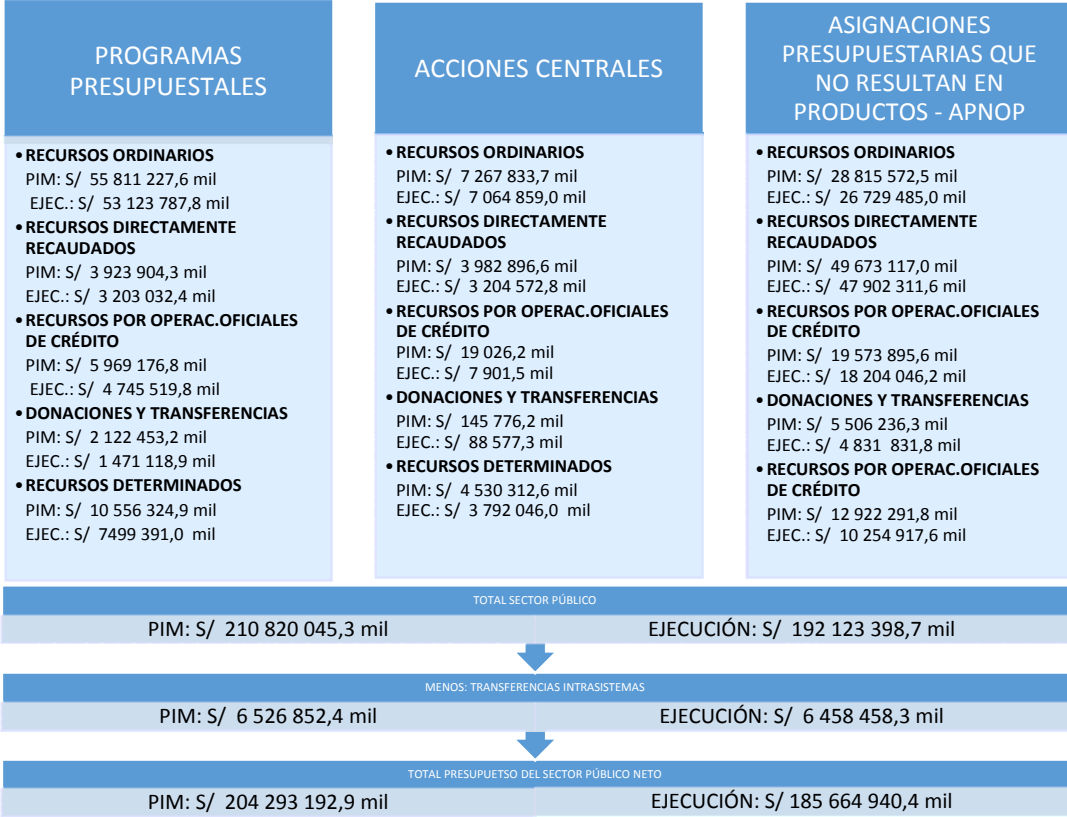 PROGRAMAS
PRESUPUESTALES
• RECURSOS ORDINARIOS
PIM: S/ 55 811 227,6 mil
EJEC.: S/ 53 123 787,8 mil
• RECURSOS DIRECTAMENTE
RECAUDADOS
PIM: S/ 3 923 904,3 mil
EJEC.: S/ 3 203 032,4 mil
• RECURSOS POR OPERAC.OFICIALES
DE CRÉDITO
PIM: S/ 5 969 176,8 mil
EJEC.: S/ 4 745 519,8 mil
• DONACIONES Y TRANSFERENCIAS
PIM: S/ 2 122 453,2 mil
EJEC.: S/ 1 471 118,9 mil
• RECURSOS DETERMINADOS
PIM: S/ 10 556 324,9 mil
EJEC.: S/ 7499 391,0 mil
ACCIONES CENTRALES
• RECURSOS ORDINARIOS
PIM: S/ 7 267 833,7 mil
EJEC.: S/ 7 064 859,0 mil
• RECURSOS DIRECTAMENTE
RECAUDADOS
PIM: S/ 3 982 896,6 mil
EJEC.: S/ 3 204 572,8 mil
• RECURSOS POR OPERAC.OFICIALES
DE CRÉDITO
PIM: S/ 19 026,2 mil
EJEC.: S/ 7 901,5 mil
• DONACIONES Y TRANSFERENCIAS
PIM: S/ 145 776,2 mil
EJEC.: S/ 88 577,3 mil
• RECURSOS DETERMINADOS
PIM: S/ 4 530 312,6 mil
EJEC.: S/ 3 792 046,0 mil
ASIGNACIONES
PRESUPUESTARIAS QUE
NO RESULTAN EN
PRODUCTOS - APNOP
• RECURSOS ORDINARIOS
PIM: S/ 28 815 572,5 mil
EJEC.: S/ 26 729 485,0 mil
• RECURSOS DIRECTAMENTE
RECAUDADOS
PIM: S/ 49 673 117,0 mil
EJEC.: S/ 47 902 311,6 mil
• RECURSOS POR OPERAC.OFICIALES
DE CRÉDITO
PIM: S/ 19 573 895,6 mil
EJEC.: S/ 18 204 046,2 mil
• DONACIONES Y TRANSFERENCIAS
PIM: S/ 5 506 236,3 mil
EJEC.: S/ 4 831 831,8 mil
• RECURSOS POR OPERAC.OFICIALES
DE CRÉDITO
PIM: S/ 12 922 291,8 mil
EJEC.: S/ 10 254 917,6 mil
TOTAL SECTOR PÚBLICO
PIM: S/ 210 820 045,3 mil
EJECUCIÓN: S/ 192 123 398,7 mil
MENOS: TRANSFERENCIAS INTRASISTEMAS
PIM: S/ 6 526 852,4 mil
EJECUCIÓN: S/ 6 458 458,3 mil
TOTAL PRESUPUETSO DEL SECTOR PÚBLICO NETO
PIM: S/ 204 293 192,9 mil
EJECUCIÓN: S/ 185 664 940,4 mil